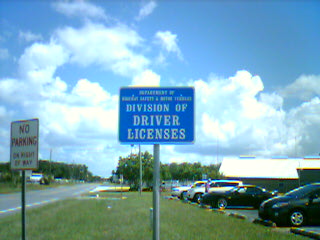 DEPARTMENT OF
HIGHWAY SAFETY & MOTOR VEHICLES
DIVISION OF
DRIVER
LICENSES
NO
PARKING
ON RIGHT
OF WAY